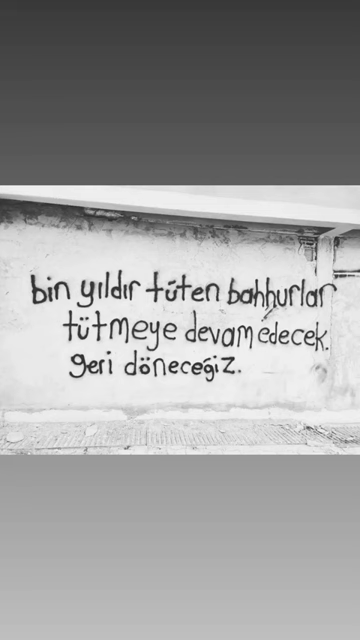 bin yıldır tüten bahhurlar
tütmeye devam edecek.
geri döneceğiz.